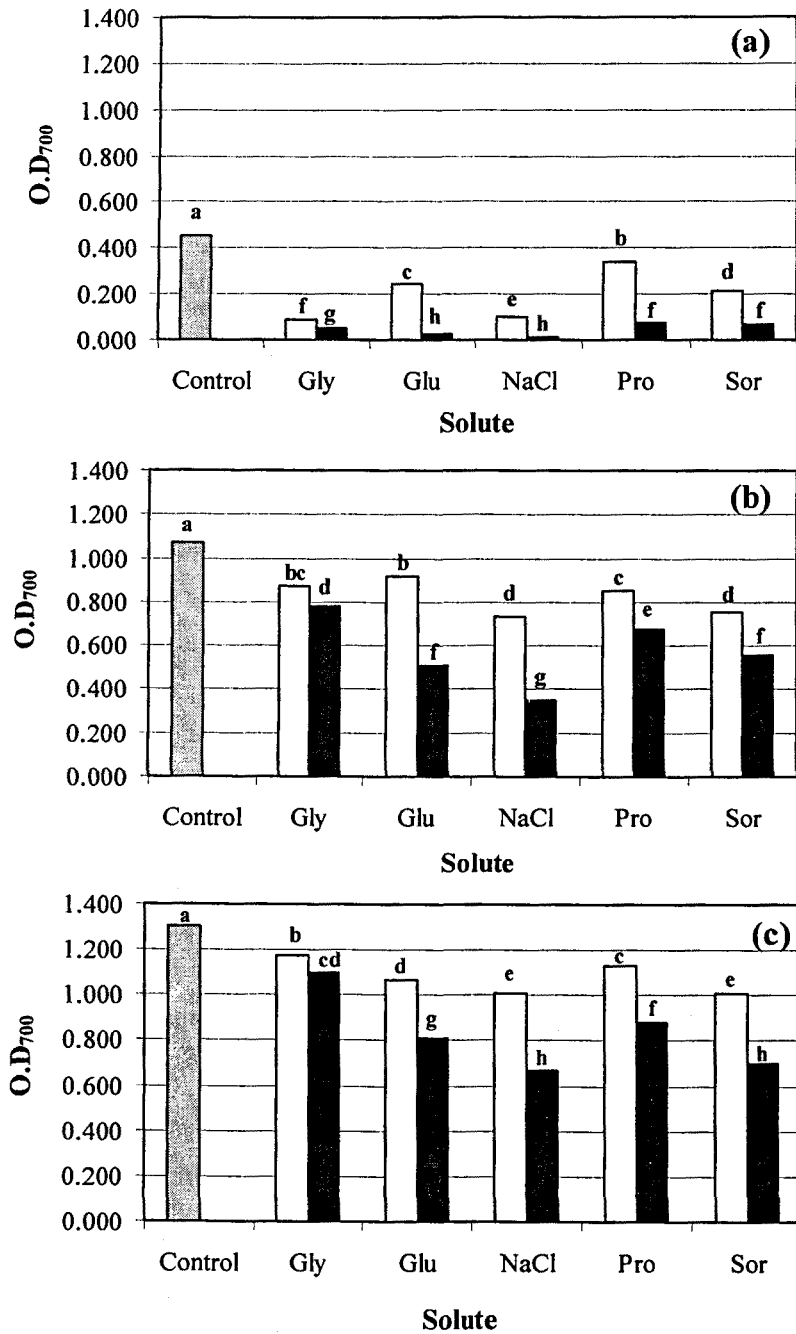 1.400
(a)
1.200
1.000
0.800
0.600
0.400
0.200
0.000
O.D700
a
f
g
c
h
e
h
b
f
d
f
Control Gly Glu NaCl Pro Sor
Solute
1.400
(b)
1.200
1.000
0.800
0.600
0.400
0.200
0.000
O.D700
a
bc
d
b
f
d
g
c
e
d
f
Control Gly Glu NaCl Pro Sor
Solute
1.400
(c)
1.200
1.000
0.800
0.600
0.400
0.200
0.000
O.D700
a
b
cd
d
g
e
h
c
f
e
h
Control Gly Glu NaCl Pro Sor
Solute